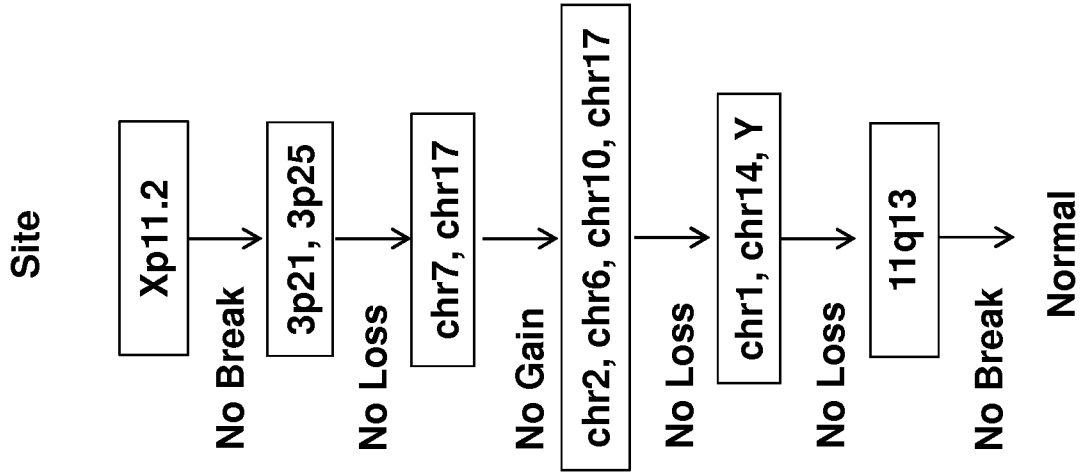 Site
Xp11.2
No Break
3p21, 3p25
No Loss
chr7, chr17
No Gain
chr2, chr6, chr10, chr17
No Loss
chr1, chr14, Y
No Loss
11q13
No Break
Normal